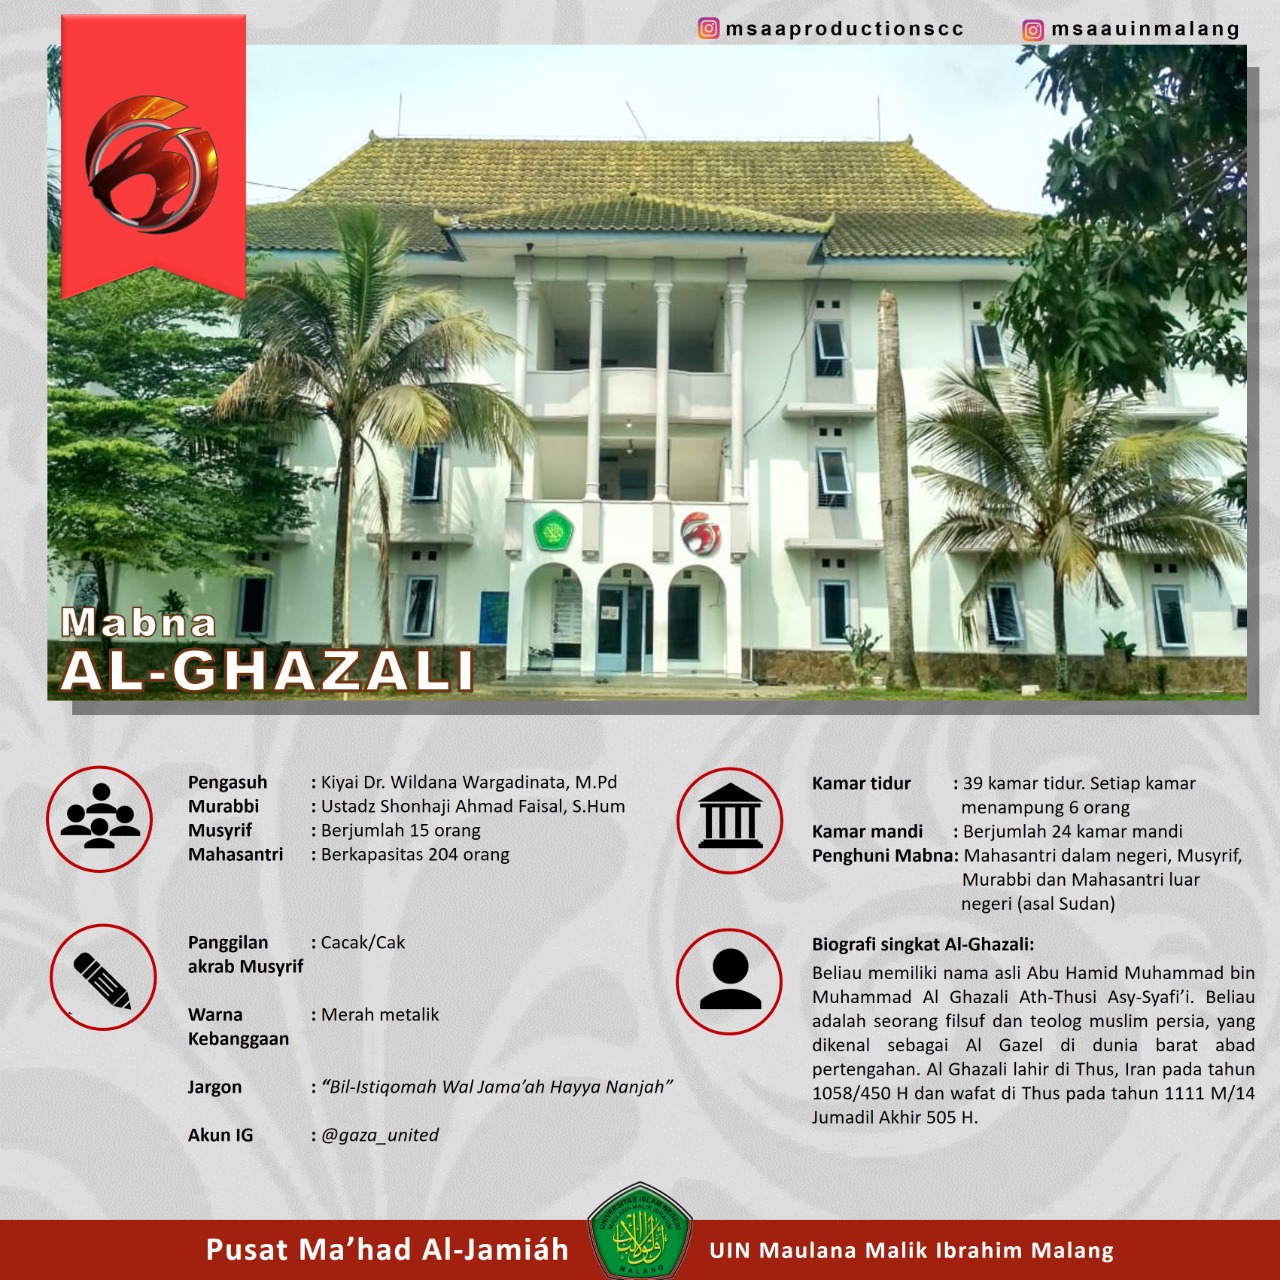 msaaproductionscc
msaauinmalang
Mabna
AL-GHAZALI
Pengasuh : Kiyai Dr. Wildana Wargadinata, M.Pd
Murabbi : Ustadz Shonhaji Ahmad Faisal, S.Hum
Musyrif : Berjumlah 15 orang
Mahasantri : Berkapasitas 204 orang
Kamar tidur : 39 kamar tidur. Setiap kamar
menampung 6 orang
Kamar mandi : Berjumlah 24 kamar mandi
Penghuni Mabna: Mahasantri dalam negeri, Musyrif,
Murabbi dan Mahasantri luar
negeri (asal Sudan)
Panggilan : Cacak/Cak
akrab Musyrif
Warna : Merah metalik
Kebanggaan
Jargon : “Bil-Istiqomah Wal Jama’ah Hayya Nanjah”
Akun IG : @gaza_united
Biografi singkat Al-Ghazali:
Beliau memiliki nama asli Abu Hamid Muhammad bin
Muhammad Al Ghazali Ath-Thusi Asy-Syafi’i. Beliau
adalah seorang filsuf dan teolog muslim persia, yang
dikenal sebagai Al Gazel di dunia barat abad
pertengahan. Al Ghazali lahir di Thus, Iran pada tahun
1058/450 H dan wafat di Thus pada tahun 1111 M/14
Jumadil Akhir 505 H.
Pusat Ma’had Al-Jamiáh
UNIVERSITAS ISLAM NEGERI
MAULANA MALIK IBRAHIM
MALANG
UIN Maulana Malik Ibrahim Malang